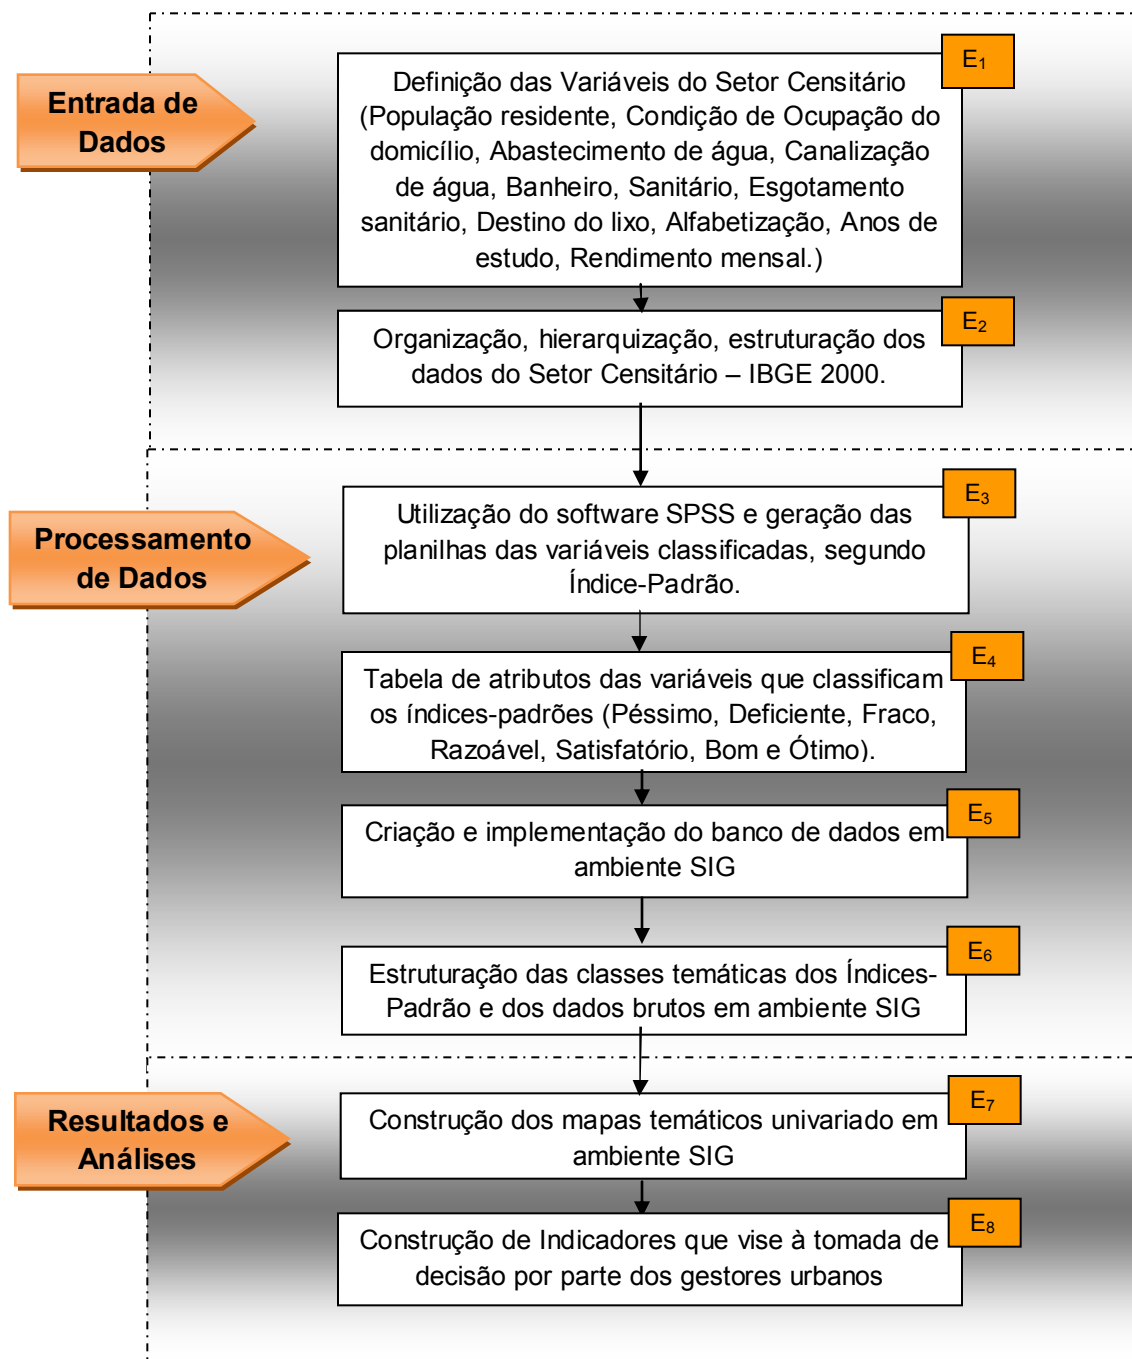 Entrada de
Dados
E1
Definição das Variáveis do Setor Censitário
(População residente, Condição de Ocupação do
domicílio, Abastecimento de água, Canalização
de água, Banheiro, Sanitário, Esgotamento
sanitário, Destino do lixo, Alfabetização, Anos de
estudo, Rendimento mensal.)
E2
Organização, hierarquização, estruturação dos
dados do Setor Censitário – IBGE 2000.
Processamento
de Dados
E3
Utilização do software SPSS e geração das
planilhas das variáveis classificadas, segundo
Índice-Padrão.
E4
Tabela de atributos das variáveis que classificam
os índices-padrões (Péssimo, Deficiente, Fraco,
Razoável, Satisfatório, Bom e Ótimo).
E5
Criação e implementação do banco de dados em
ambiente SIG
E6
Estruturação das classes temáticas dos Índices-
Padrão e dos dados brutos em ambiente SIG
Resultados e
Análises
E7
Construção dos mapas temáticos univariado em
ambiente SIG
E8
Construção de Indicadores que vise à tomada de
decisão por parte dos gestores urbanos